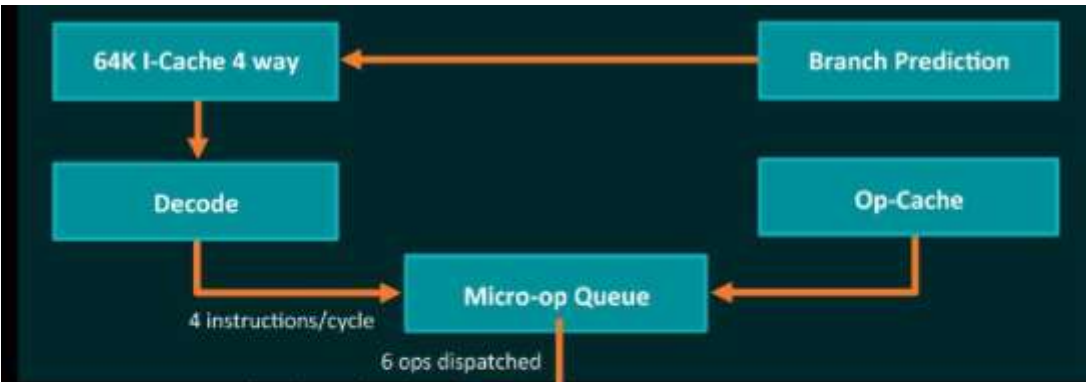 64K I-Cache 4 way
Branch Prediction
Decode
Op-Cache
Micro-op Queue
4 instructions/cycle
6 ops dispatched